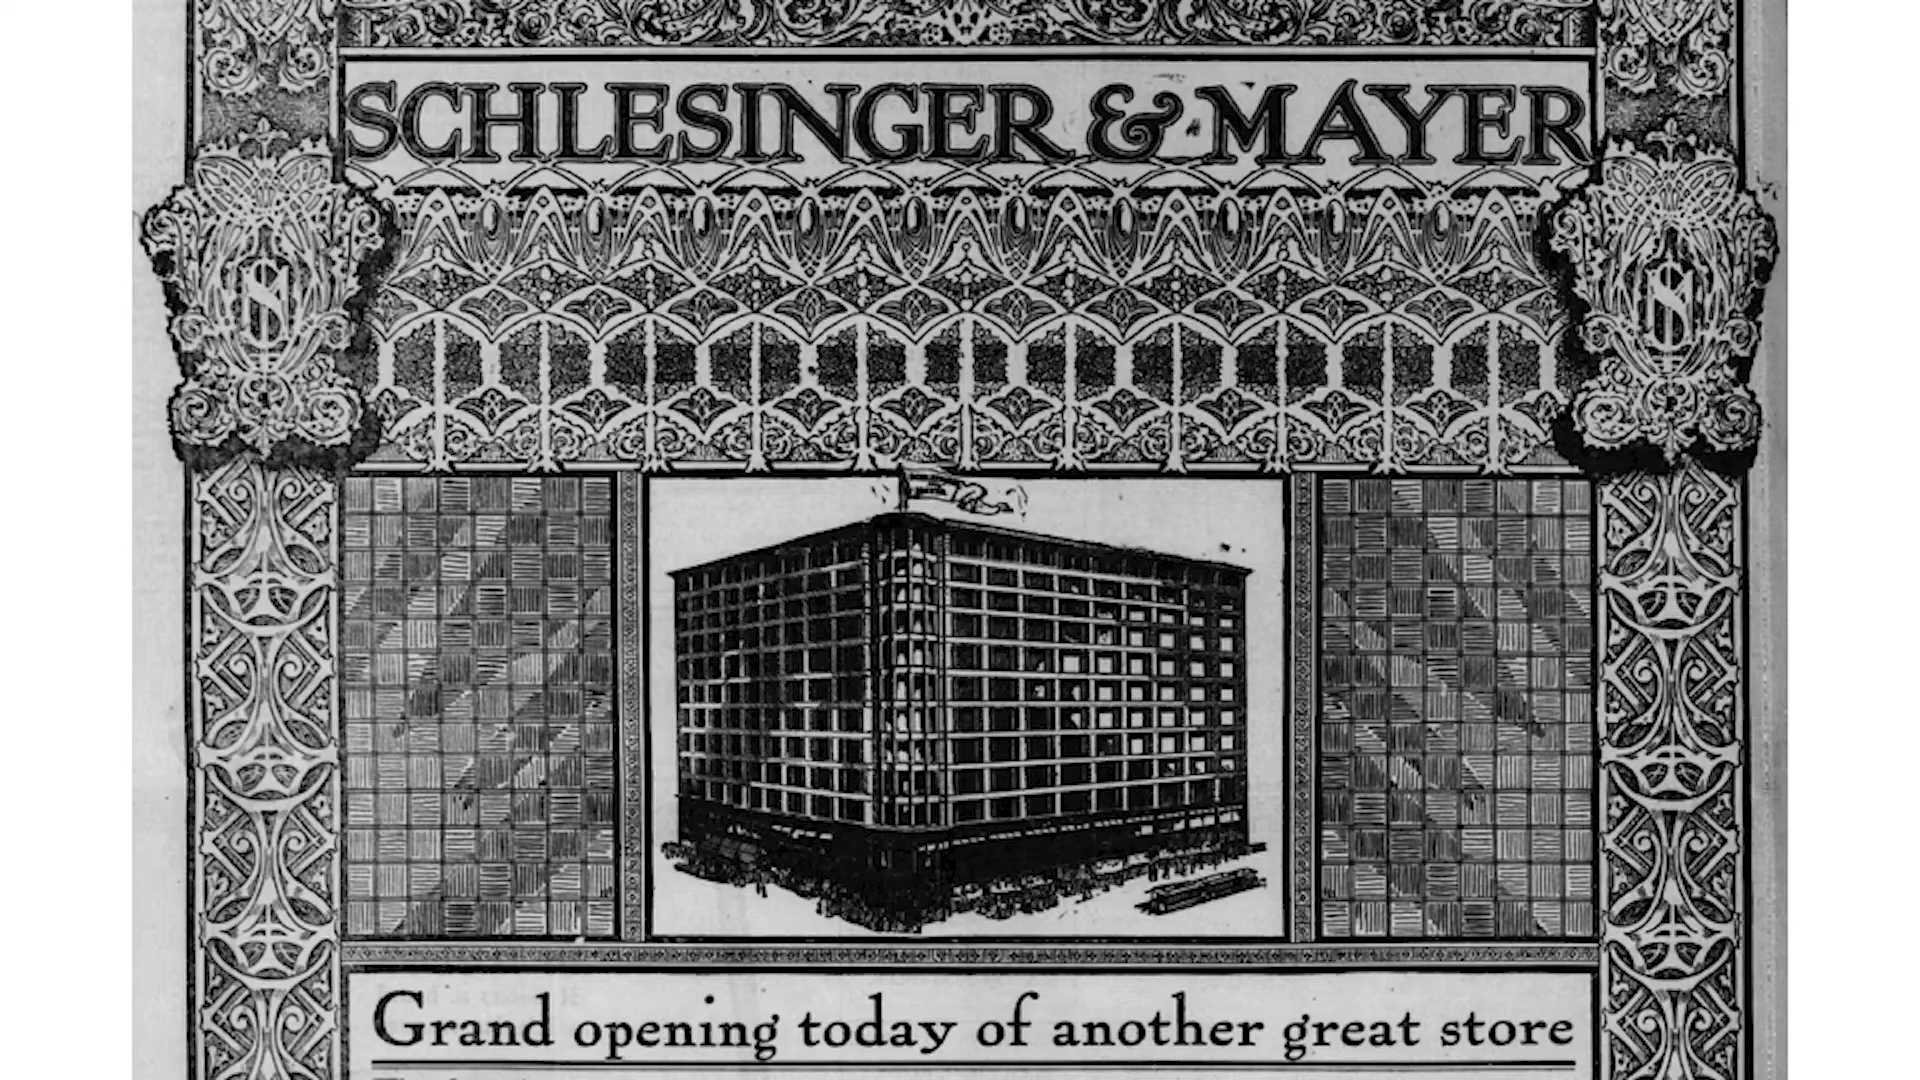 SCHLESINGER & MAYER
Grand opening today of another great store